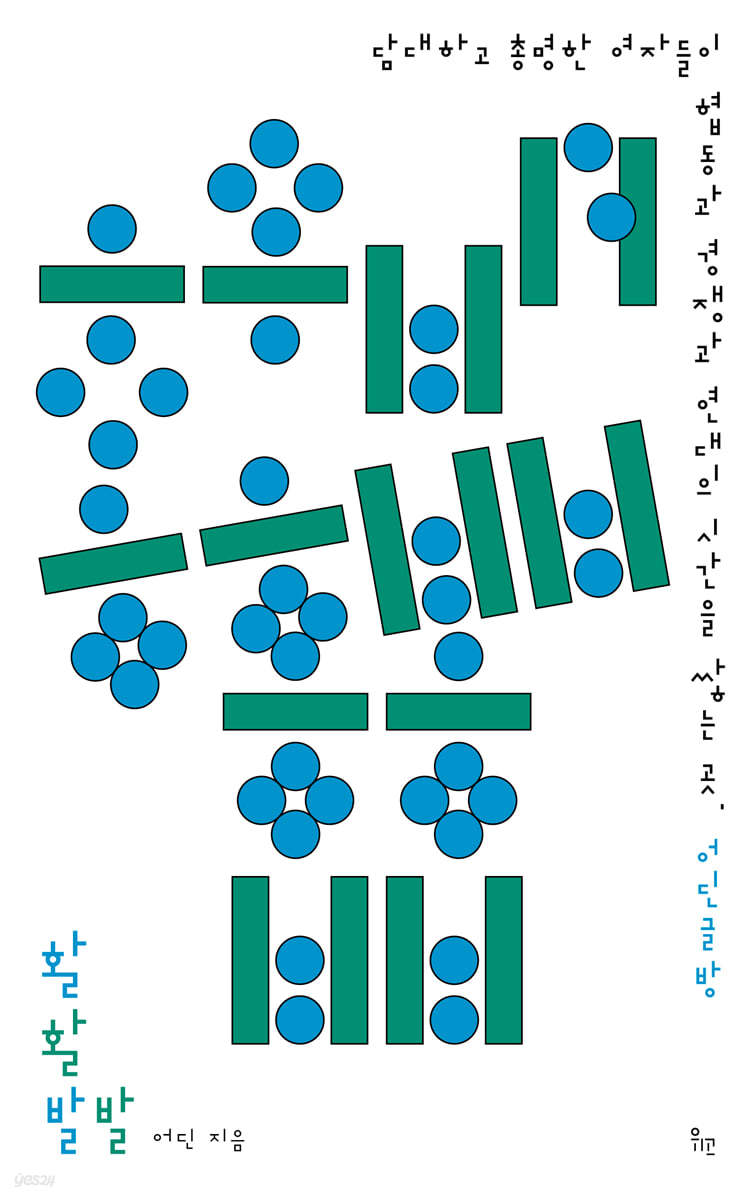 담대하고 총명한 여자들이
협동과 경쟁과 연대의 시간을 쌓는 곳, 어딘글방
활
활
발발
어딘 지음
위고
yes24